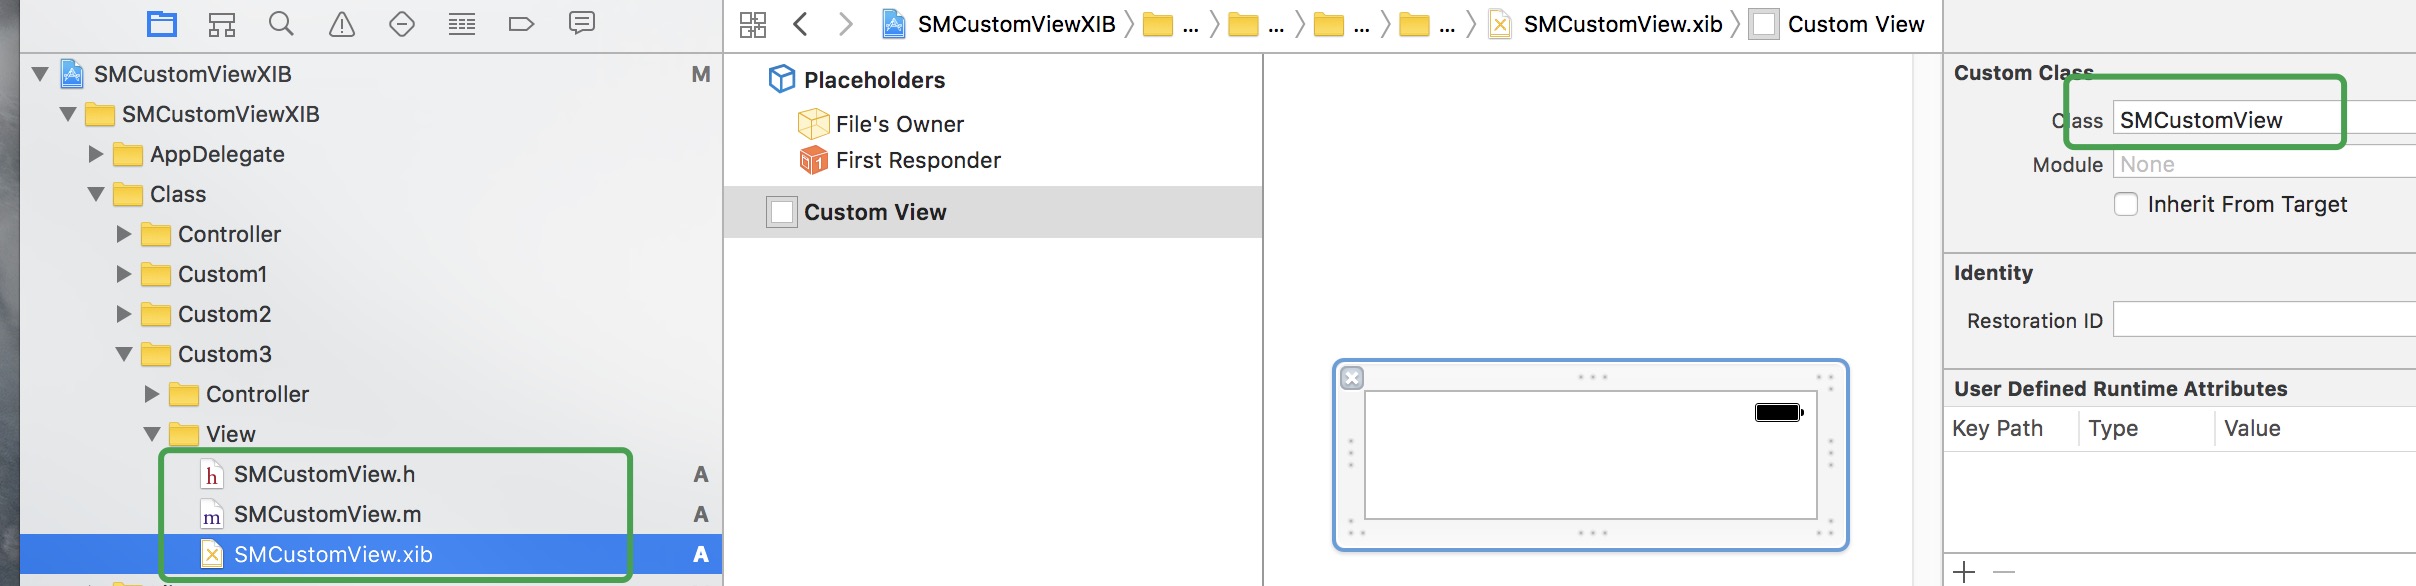 SMCustomViewXIB M
SMCustomViewXIB
AppDelegate
Class
Controller
Custom1
Custom2
Custom3
Controller
View
h SMCustomView.h A
m SMCustomView.m A
SMCustomView.xib A
SMCustomViewXIB ... ... ... ... SMCustomView.xib Custom View
Placeholders
File's Owner
1 First Responder
Custom View
Custom Class
Class SMCustomView
Module None
Inherit From Target
Identity
Restoration ID
User Defined Runtime Attributes
Key Path Type Value